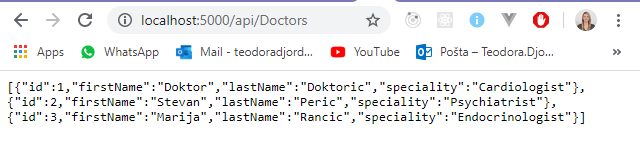 localhost:5000/api/Doctors
YouTube WhatsApp Mail - teodoradjord... YouTube Pošta – Teodora.Djo...
[{"id":1,"firstName":"Doktor","lastName":"Doktoric","speciality":"Cardiologist"},
{"id":2,"firstName":"Stevan","lastName":"Peric","speciality":"Psychiatrist"},
{"id":3,"firstName":"Marija","lastName":"Rancic","speciality":"Endocrinologist"}]